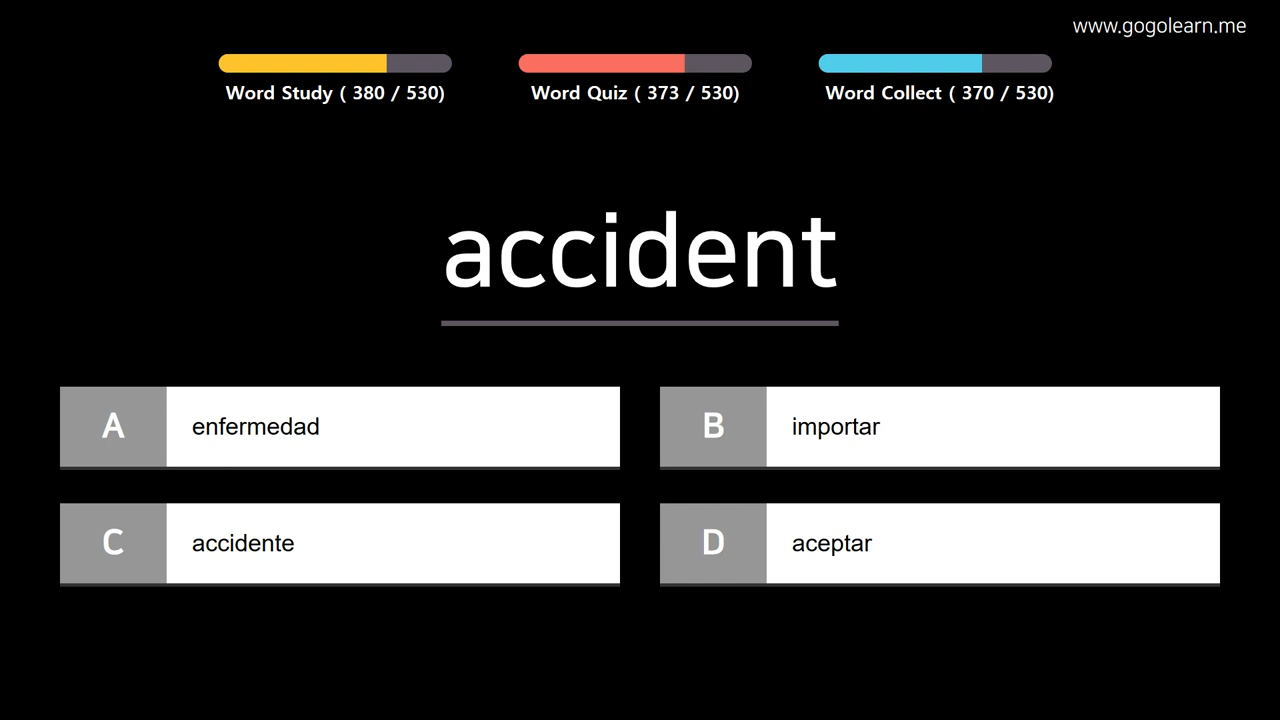 www.gogolearn.me
Word Study ( 380 / 530)
Word Quiz ( 373 / 530)
Word Collect ( 370 / 530)
accident
A enfermedad
B importar
C accidente
D aceptar